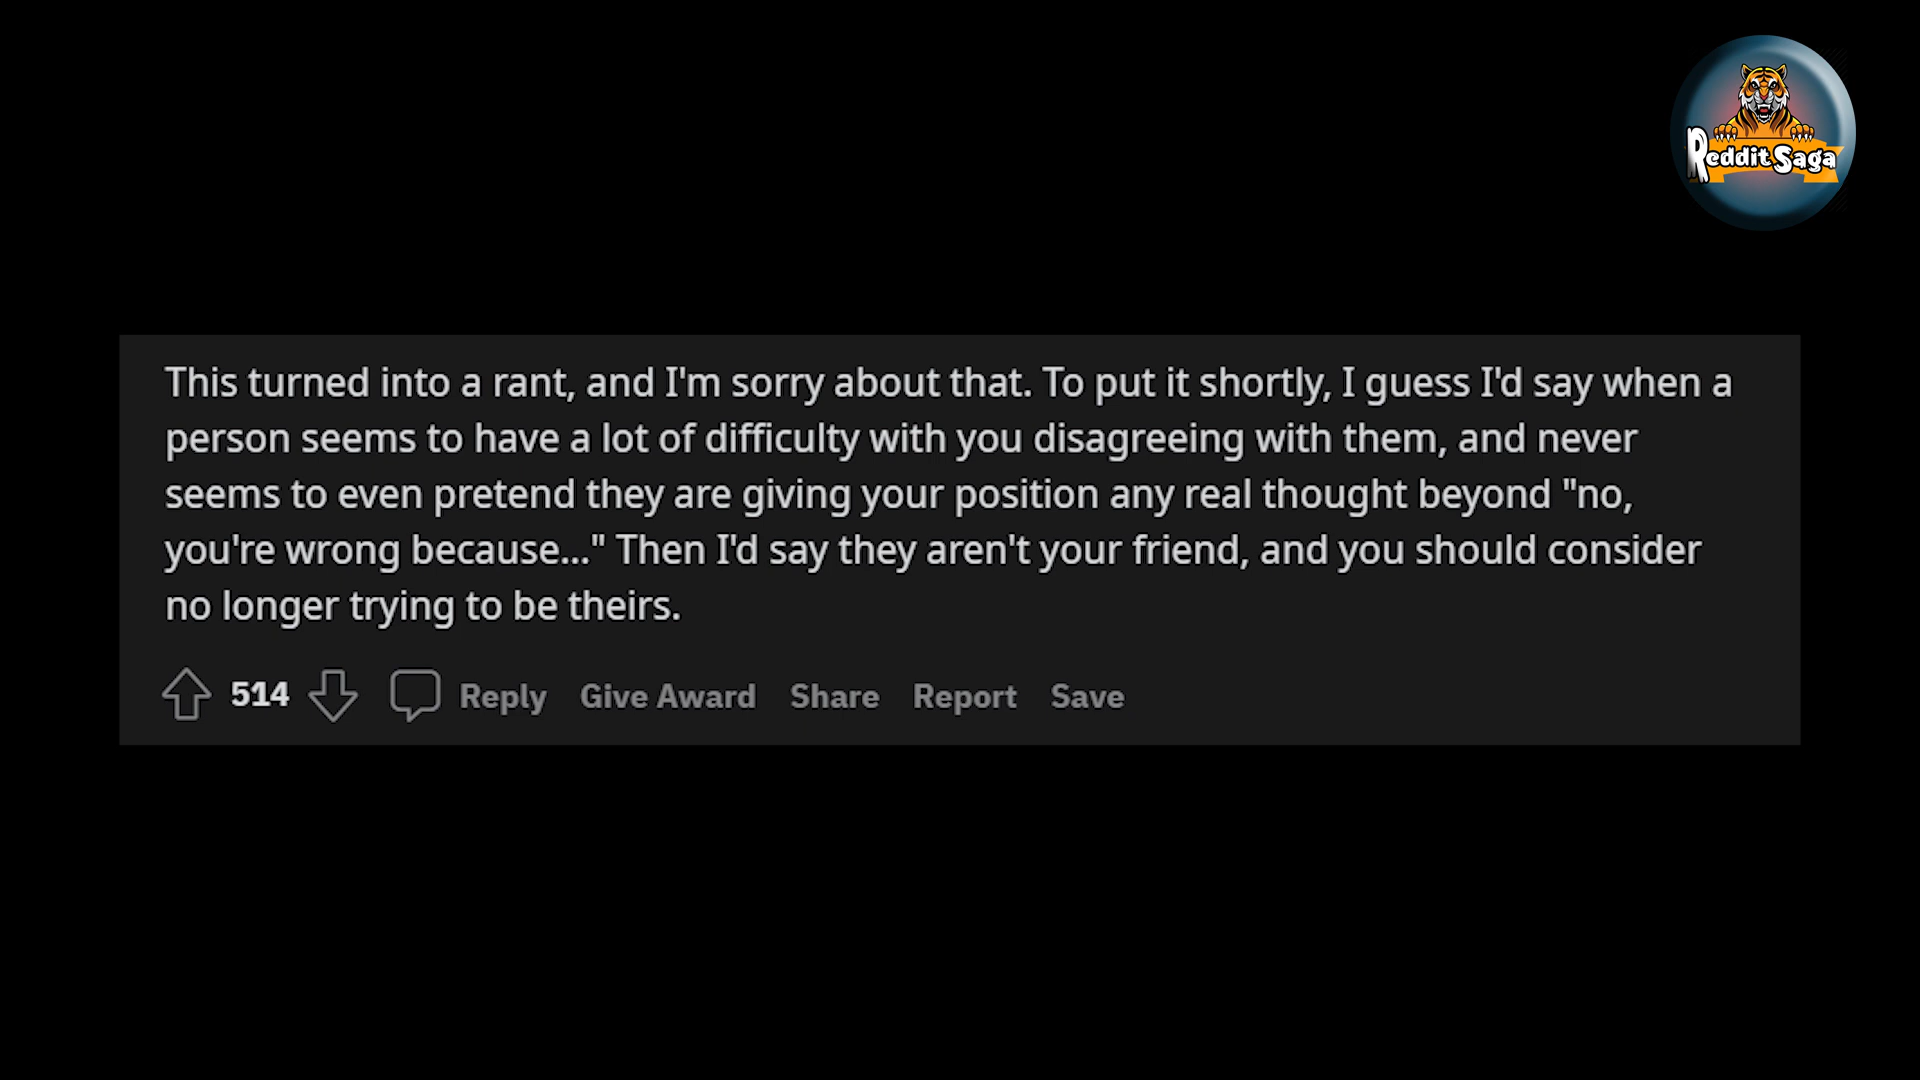 Reddit Saga
This turned into a rant, and I'm sorry about that. To put it shortly, I guess I'd say when a
person seems to have a lot of difficulty with you disagreeing with them, and never
seems to even pretend they are giving your position any real thought beyond "no,
you're wrong because..." Then I'd say they aren't your friend, and you should consider
no longer trying to be theirs.
514 Reply Give Award Share Report Save